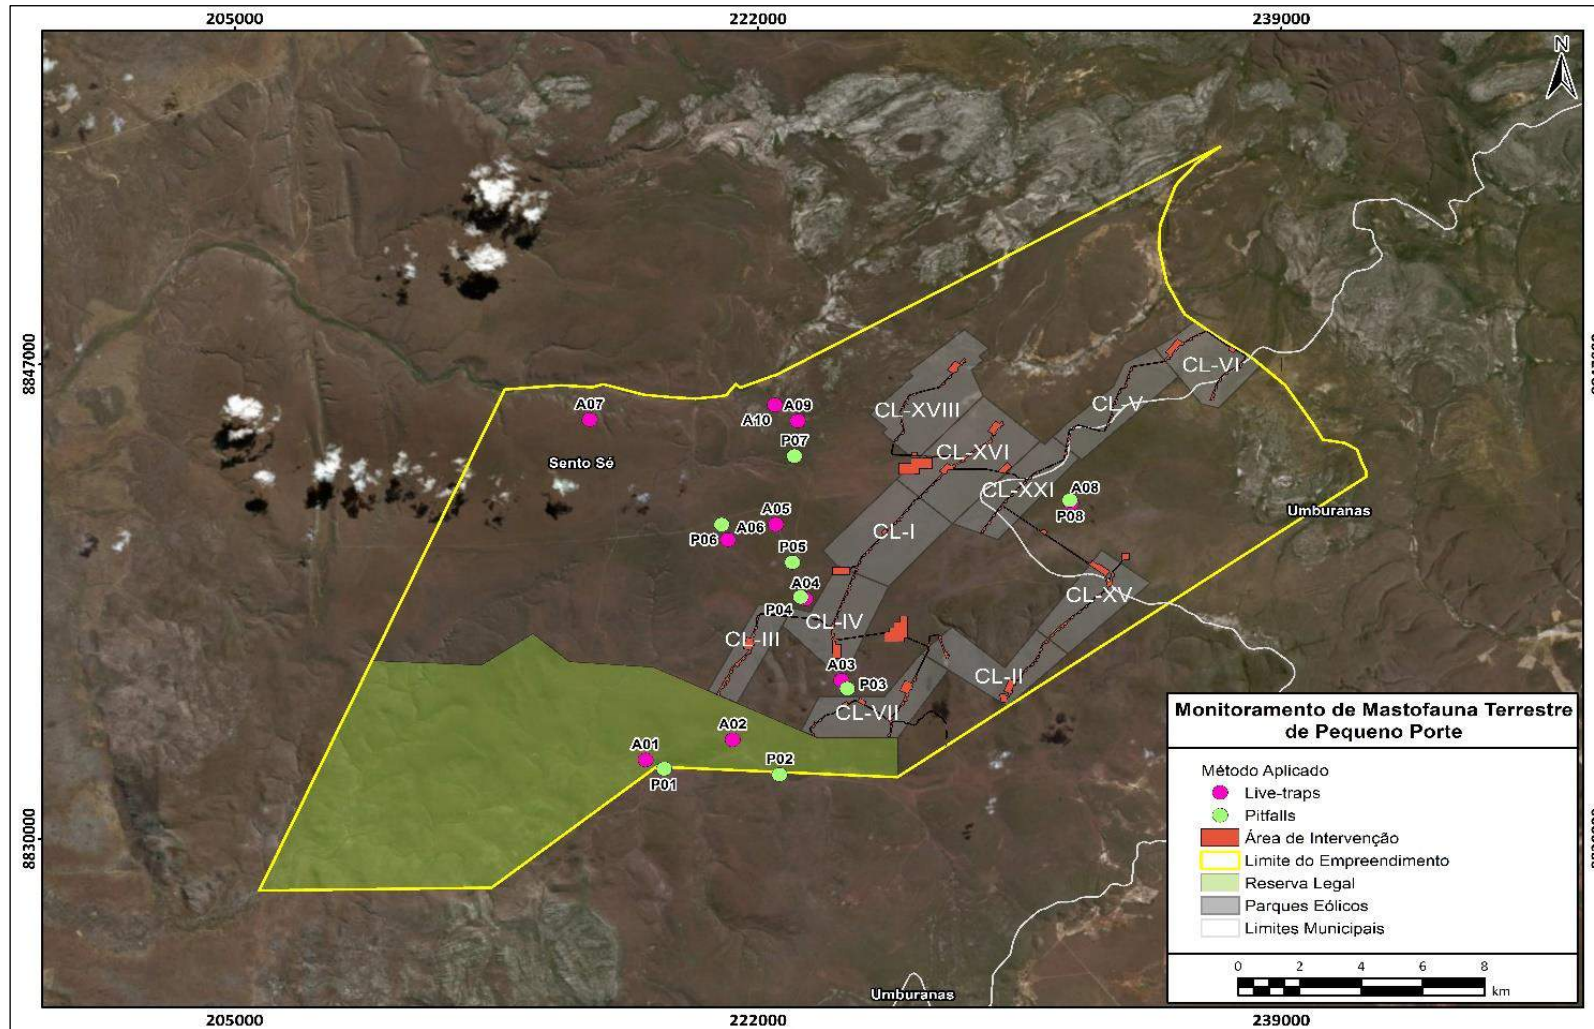 205000 222000 239000
N
8847000
CL-VI
CL-V
CL-XVIII
A07
A09
A10
P07
CL-XVI
Sento Sé
CL-XXI
A08
P08
Umburanas
A05
A06
P06
CL-I
P05
A04
P04
CL-XV
CL-IV
CL-III
A03
P03
CL-II
CL-VII
A02
A01
P02
P01
8830000
Umburanas
Monitoramento de Mastofauna Terrestre
de Pequeno Porte
Método Aplicado
Live-traps
Pitfalls
Área de Intervenção
Limite do Empreendimento
Reserva Legal
Parques Eólicos
Limites Municipais
0 2 4 6 8
km
205000 222000 239000